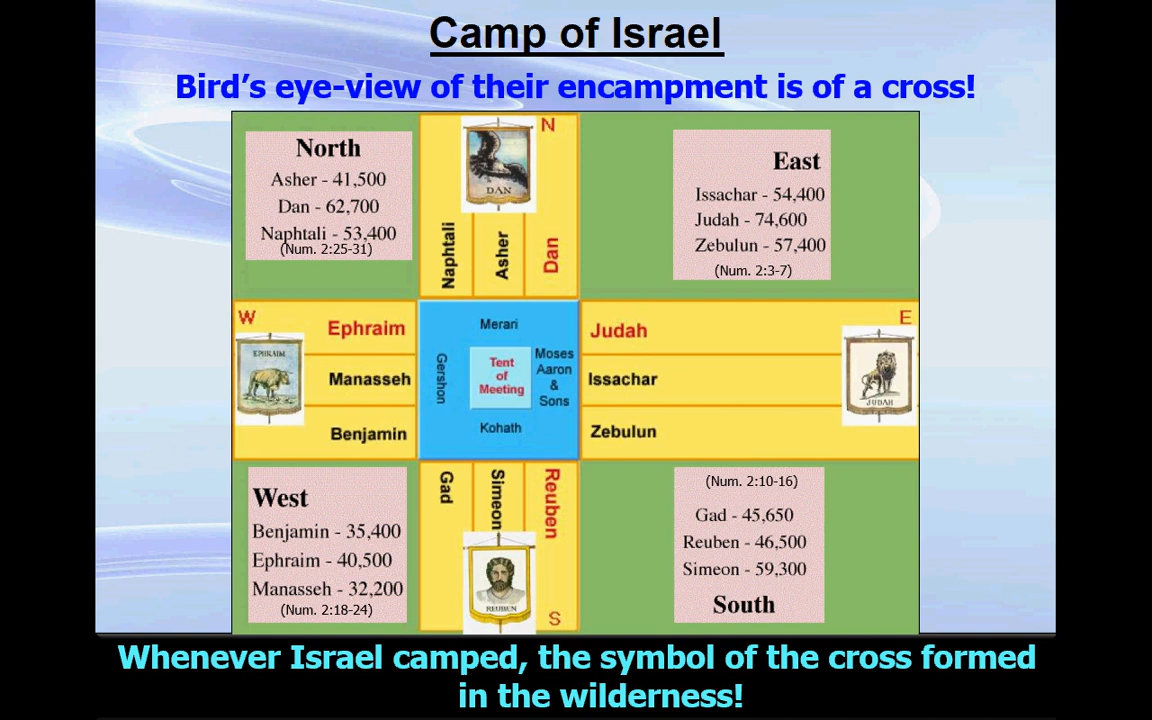 Camp of Israel
Bird's eye-view of their encampment is of a cross!
North
Asher - 41,500
Dan - 62,700
Naphtali - 53,400
(Num. 2:25-31)
N
DAN
Naphtali
Asher
Dan
East
Issachar - 54,400
Judah - 74,600
Zebulun - 57,400
(Num. 2:3-7)
W
EPHRAIM
Ephraim
Manasseh
Benjamin
Merari
Gershon
Tent
of
Meeting
Moses
Aaron
&
Sons
Kohath
Judah
Issachar
Zebulun
E
JUDAH
West
Benjamin - 35,400
Ephraim - 40,500
Manasseh - 32,200
(Num. 2:18-24)
Gad
Simeon
Reuben
REUBEN
S
(Num. 2:10-16)
Gad - 45,650
Reuben - 46,500
Simeon - 59,300
South
Whenever Israel camped, the symbol of the cross formed
in the wilderness!